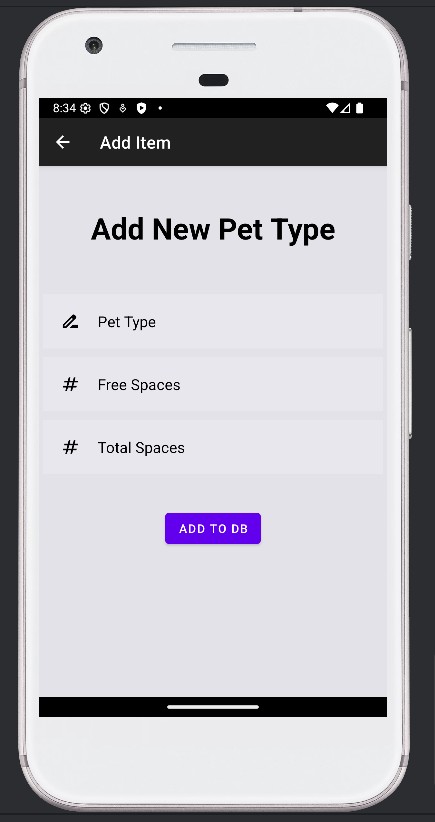 8:34
Add Item
Add New Pet Type
Pet Type
# Free Spaces
# Total Spaces
ADD TO DB